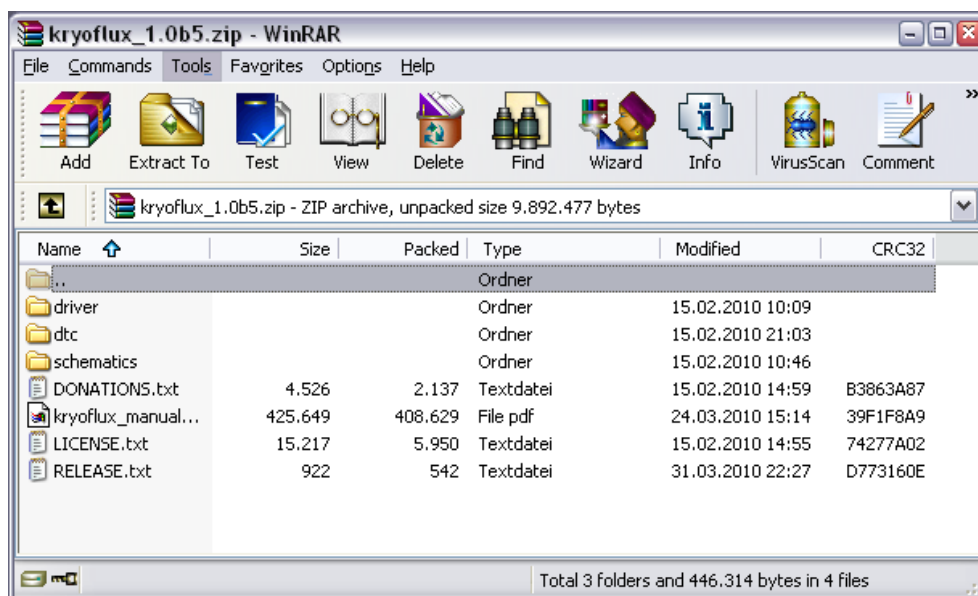 kryoflux_1.0b5.zip - WinRAR
File Commands Tools Favorites Options Help
»
Add Extract To Test View Delete Find Wizard Info VirusScan Comment
kryoflux_1.0b5.zip - ZIP archive, unpacked size 9.892.477 bytes
Name Size Packed Type Modified CRC32
.. Ordner
driver Ordner 15.02.2010 10:09
dtc Ordner 15.02.2010 21:03
schematics Ordner 15.02.2010 10:46
DONATIONS.txt 4.526 2.137 Textdatei 15.02.2010 14:59 B3863A87
kryoflux_manual... 425.649 408.629 File pdf 24.03.2010 15:14 39F1F8A9
LICENSE.txt 15.217 5.950 Textdatei 15.02.2010 14:55 74277A02
RELEASE.txt 922 542 Textdatei 31.03.2010 22:27 D773160E
Total 3 folders and 446.314 bytes in 4 files